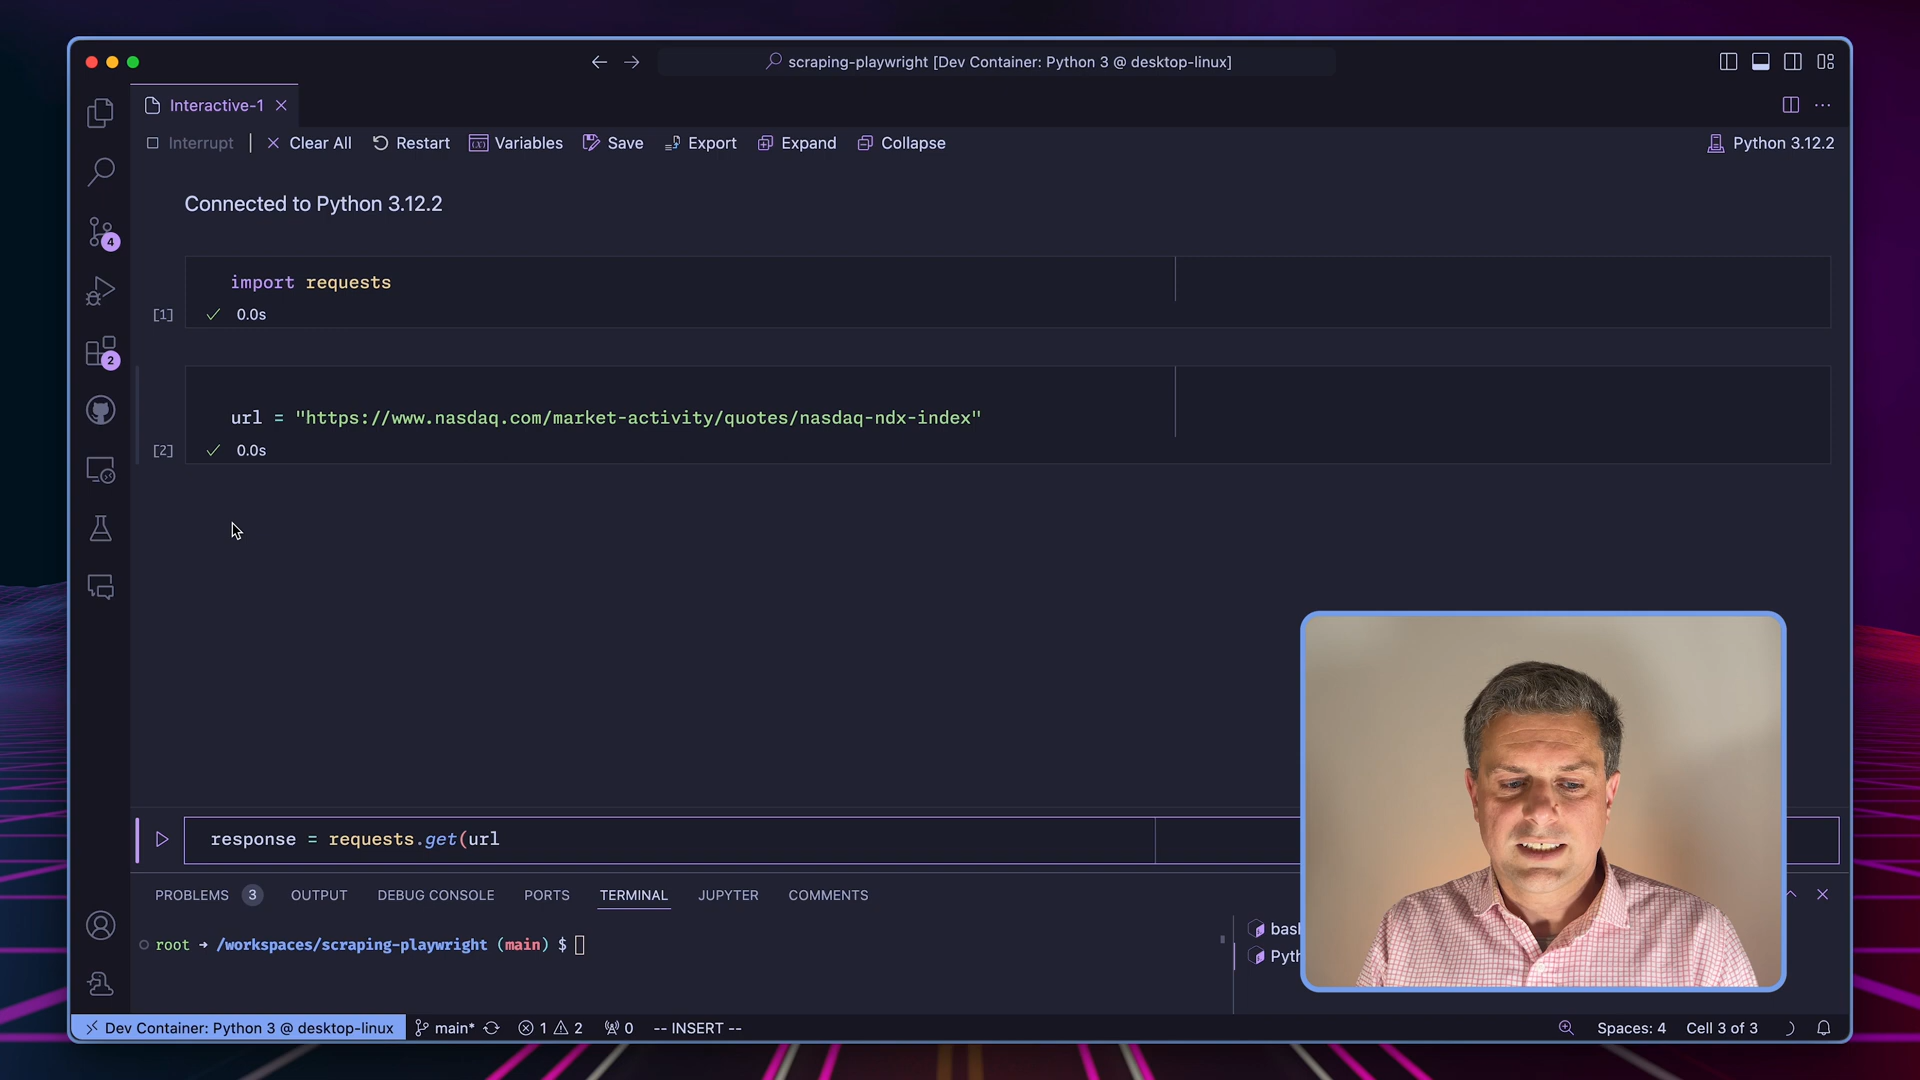 scraping-playwright [Dev Container: Python 3 @ desktop-linux]
Interactive-1
Interrupt | Clear All Restart Variables Save Export Expand Collapse Python 3.12.2
Connected to Python 3.12.2
4
import requests
[1] 0.0s
2
url = "https://www.nasdaq.com/market-activity/quotes/nasdaq-ndx-index"
[2] 0.0s
response = requests.get(url
PROBLEMS 3 OUTPUT DEBUG CONSOLE PORTS TERMINAL JUPYTER COMMENTS
bash
root → /workspaces/scraping-playwright (main) $
Pyth
Dev Container: Python 3 @ desktop-linux main* 1 2 0 -- INSERT -- Spaces: 4 Cell 3 of 3